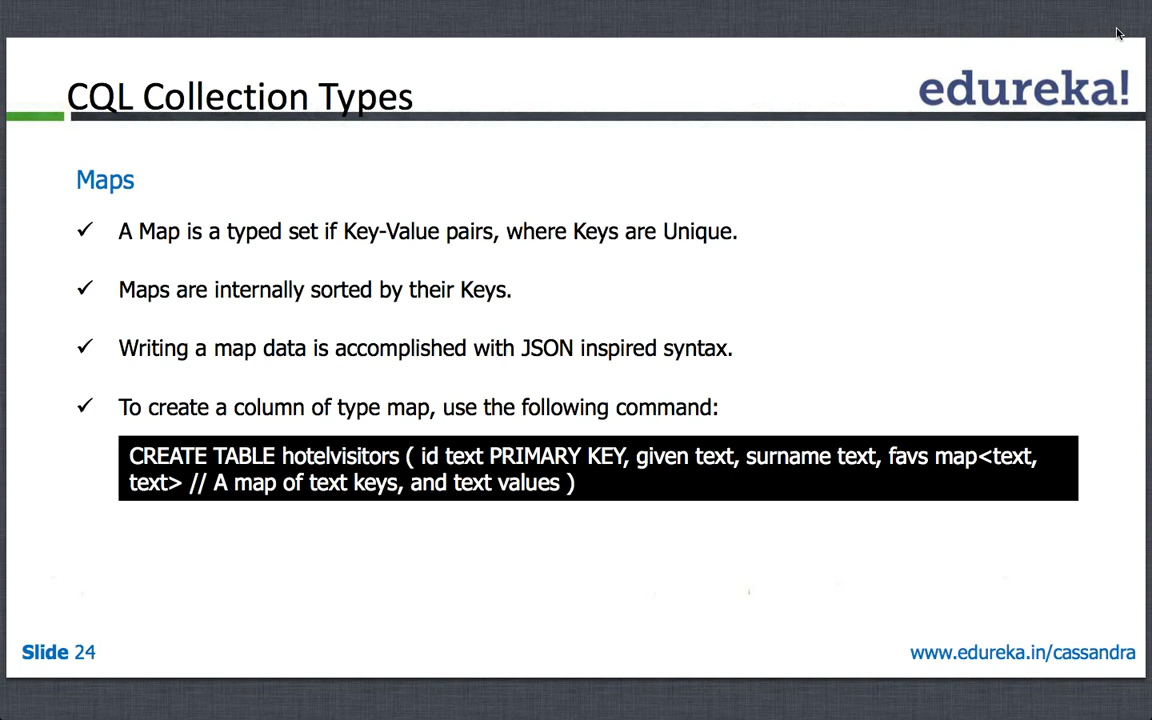 CQL Collection Types
edureka!
Maps
✓ A Map is a typed set if Key-Value pairs, where Keys are Unique.
✓ Maps are internally sorted by their Keys.
✓ Writing a map data is accomplished with JSON inspired syntax.
✓ To create a column of type map, use the following command:
CREATE TABLE hotelvisitors ( id text PRIMARY KEY, given text, surname text, favs map<text,
text> // A map of text keys, and text values )
Slide 24
www.edureka.in/cassandra